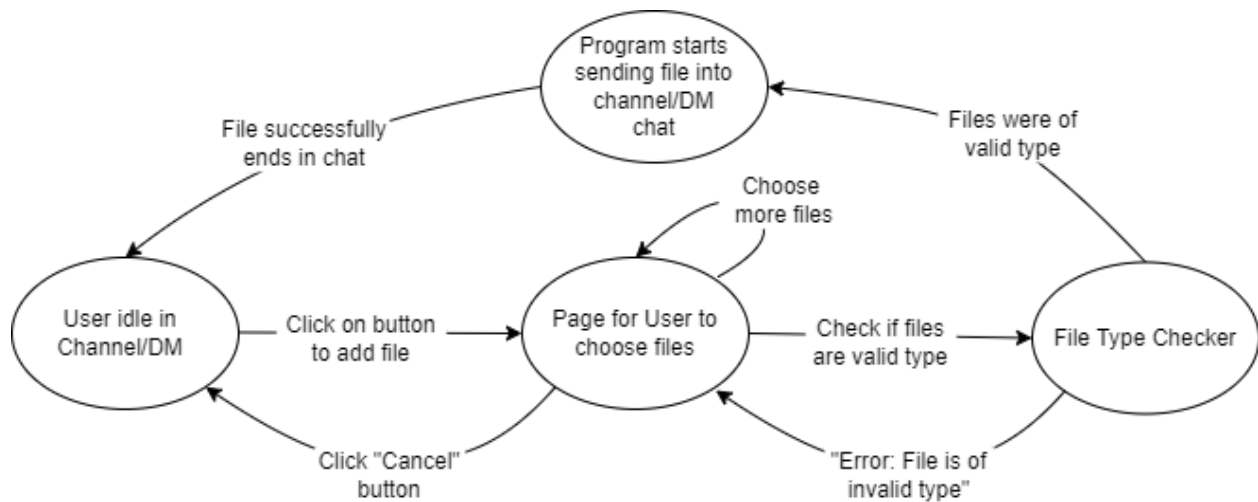 Program starts
sending file into
channel/DM
chat
File successfully
ends in chat
Files were of
valid type
Choose
more files
User idle in
Channel/DM
Click on button
to add file
Page for User to
choose files
Check if files
are valid type
File Type Checker
Click "Cancel"
button
"Error: File is of
invalid type"